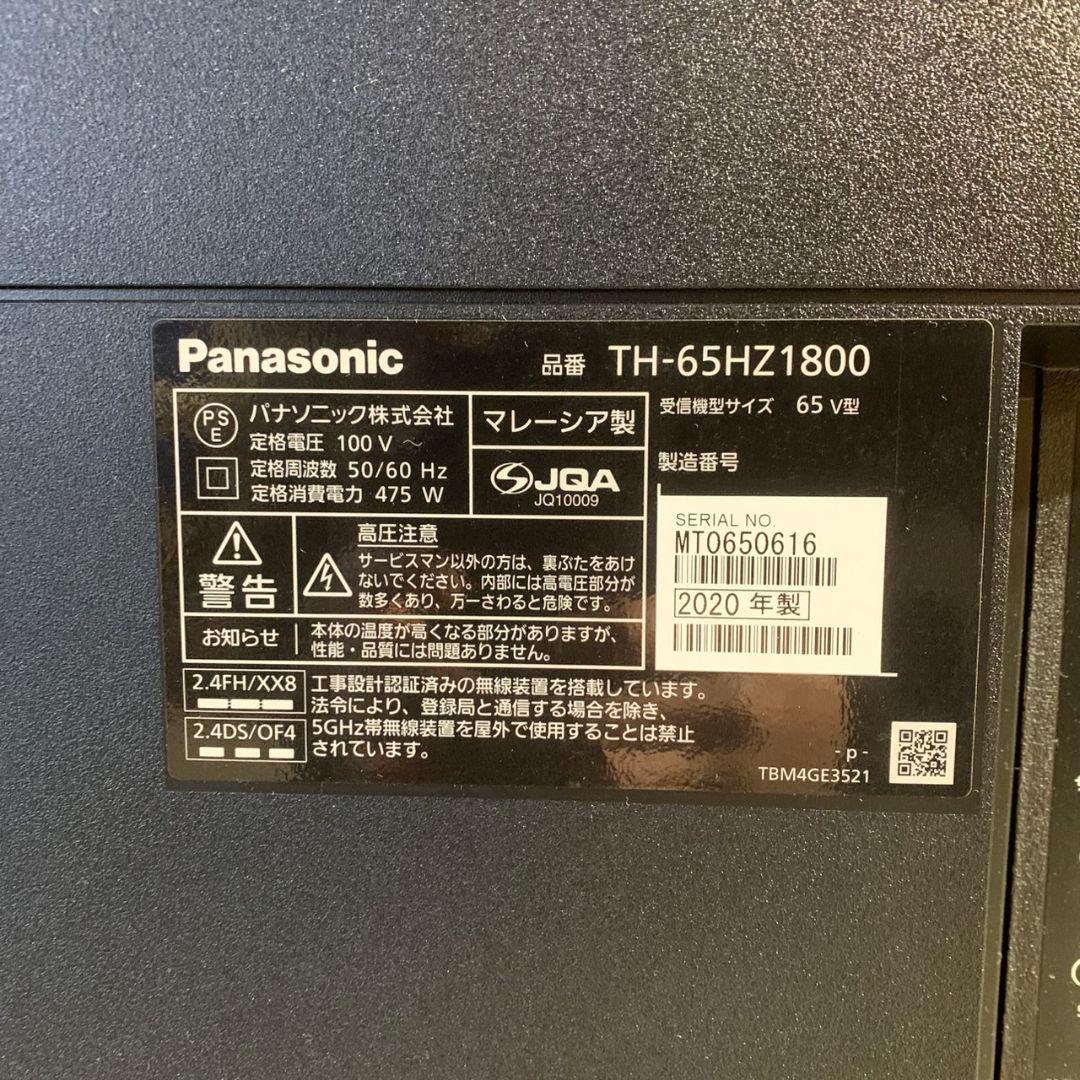 Panasonic
品番 TH-65HZ1800
PS
E
パナソニック株式会社
定格電圧 100 V ～
定格周波数 50/60 Hz
定格消費電力 475 W
マレーシア製
JQA
JQ10009
受信機型サイズ 65 V型
製造番号
SERIAL NO.
MT0650616
2020 年製
警告
高圧注意
サービスマン以外の方は、裏ぶたをあけ
ないでください。内部には高電圧部分が
数多くあり、万一さわると危険です。
お知らせ
本体の温度が高くなる部分がありますが、
性能・品質には問題ありません。
2.4FH/XX8
2.4DS/OF4
工事設計認証済みの無線装置を搭載しています。
法令により、登録局と通信する場合を除き、
5GHz帯無線装置を屋外で使用することは禁止
されています。
- p -
TBM4GE3521